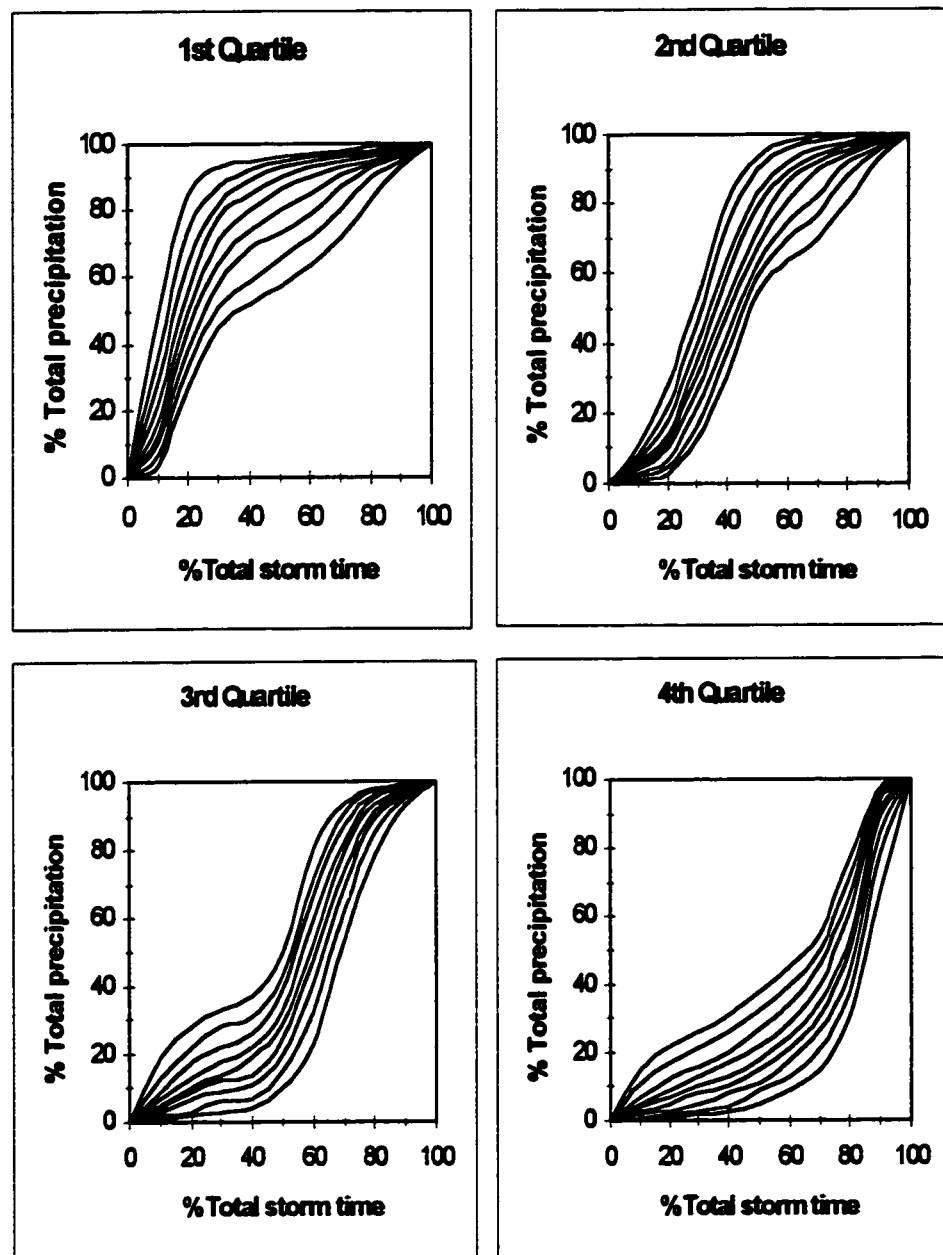 1st Quartile
% Total precipitation
100
80
60
40
20
0
0 20 40 60 80 100
% Total storm time
2nd Quartile
% Total precipitation
100
80
60
40
20
0
0 20 40 60 80 100
% Total storm time
3rd Quartile
% Total precipitation
100
80
60
40
20
0
0 20 40 60 80 100
% Total storm time
4th Quartile
% Total precipitation
100
80
60
40
20
0
0 20 40 60 80 100
% Total storm time